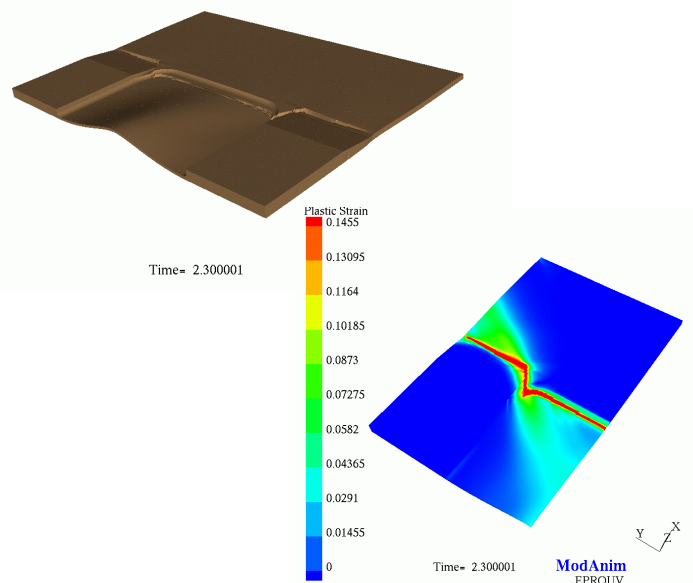 Time= 2.300001
Plastic Strain
0.1455
0.13095
0.1164
0.10185
0.0873
0.07275
0.0582
0.04365
0.0291
0.01455
0
Y
X
Z
Time= 2.300001
ModAnim
EPROUV